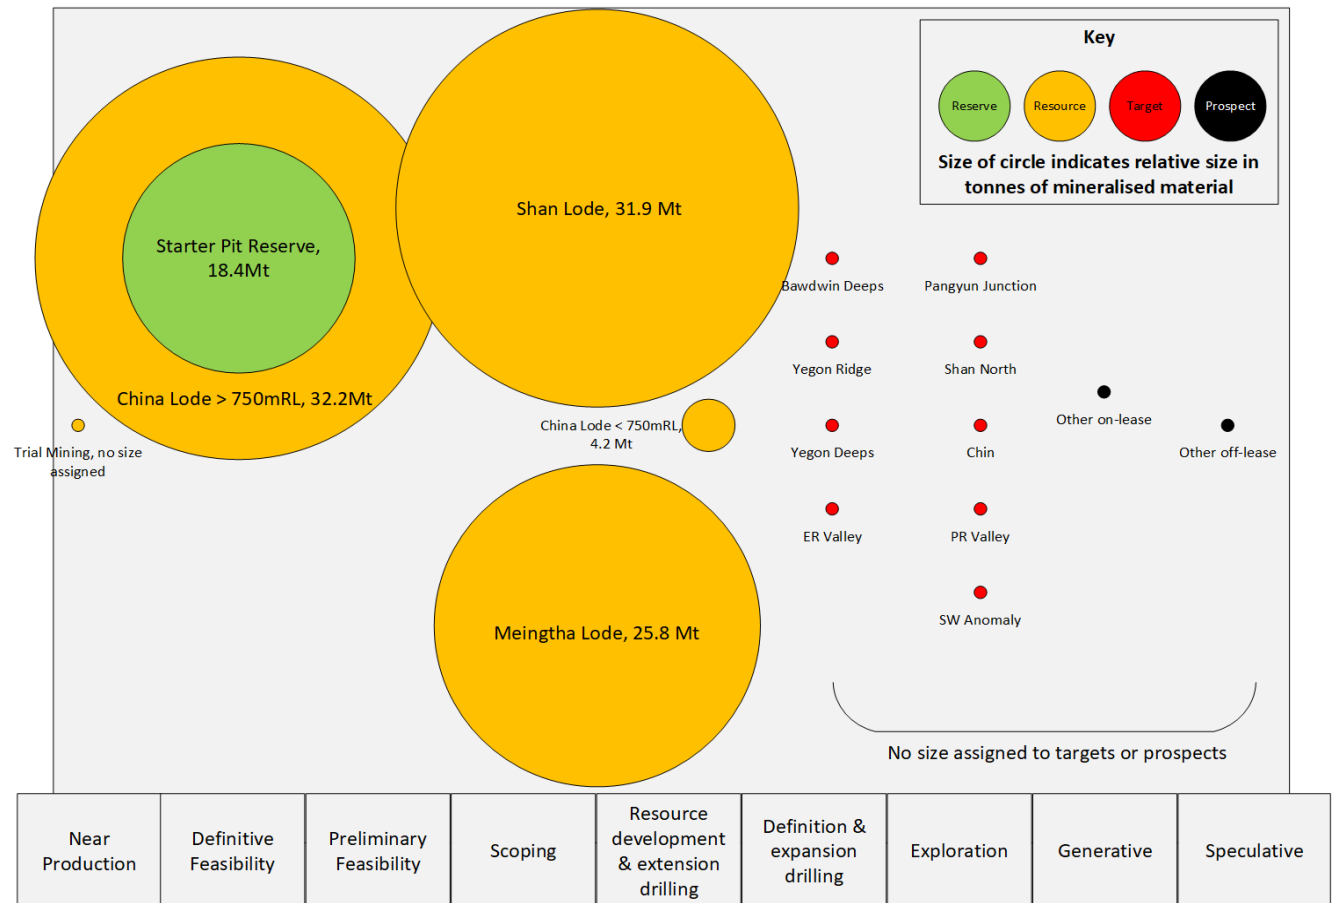 Key
Reserve
Resource
Target
Prospect
Size of circle indicates relative size in
tonnes of mineralised material
Shan Lode, 31.9 Mt
Starter Pit Reserve,
18.4Mt
China Lode > 750mRL, 32.2Mt
Trial Mining, no size
assigned
China Lode < 750mRL,
4.2 Mt
Meingtha Lode, 25.8 Mt
Bawdwin Deeps
Pangyun Junction
Yegon Ridge
Shan North
Other on-lease
Yegon Deeps
Chin
Other off-lease
ER Valley
PR Valley
SW Anomaly
No size assigned to targets or prospects
Near
Production
Definitive
Feasibility
Preliminary
Feasibility
Scoping
Resource
development
& extension
drilling
Definition &
expansion
drilling
Exploration
Generative
Speculative